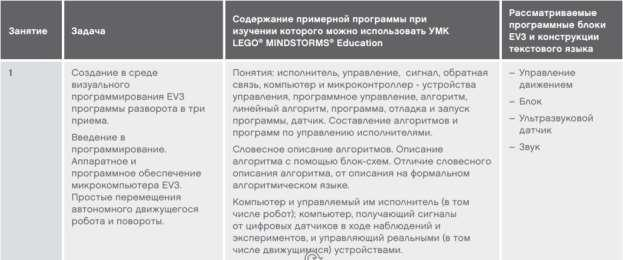 Занятие
Задача
Содержание примерной программы при
изучении которого можно использовать УМК
LEGO® MINDSTORMS® Education
Рассматриваемые
программные блоки
EV3 и конструкции
текстового языка
1
Создание в среде
визуального
программирования EV3
программы разворота в три
приема.
Введение в
программирование.
Аппаратное и
программное обеспечение
микрокомпьютера EV3.
Простые перемещения
автономного движущегося
робота и повороты.
Понятия: исполнитель, управление, сигнал, обратная
связь, компьютер и микроконтроллер - устройства
управления, программное управление, алгоритм,
линейный алгоритм, программа, отладка и запуск
программы, датчик. Составление алгоритмов и
программ по управлению исполнителями.
Словесное описание алгоритмов. Описание
алгоритма с помощью блок-схем. Отличие словесного
описания алгоритма, от описания на формальном
алгоритмическом языке.
Компьютер и управляемый им исполнитель (в том
числе робот); компьютер, получающий сигналы
от цифровых датчиков в ходе наблюдений и
экспериментов, и управляющий реальными (в том
числе движущимися) устройствами.
– Управление
движением
– Блок
– Ультразвуковой
датчик
– Звук